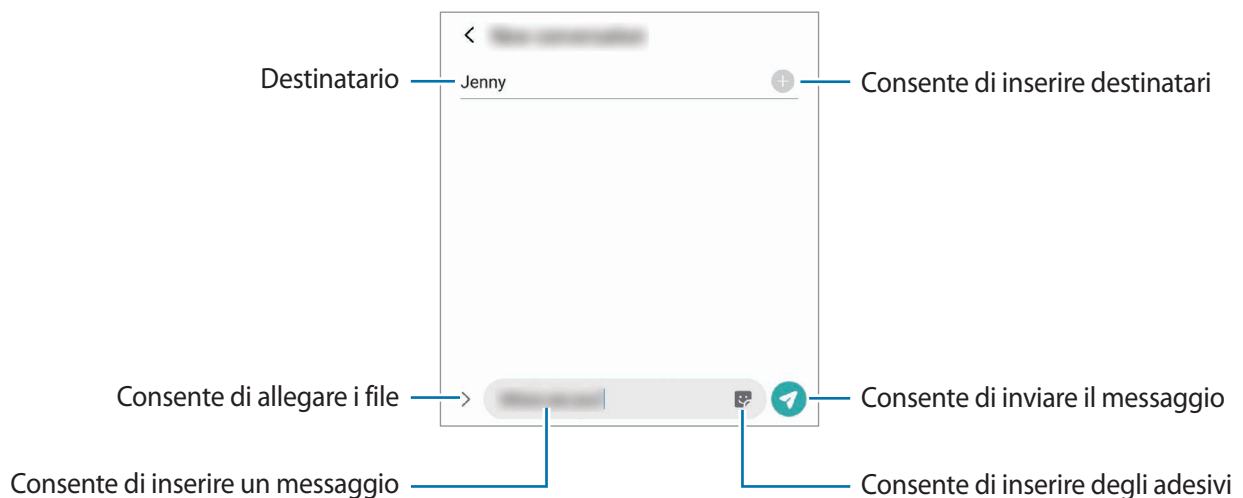 Destinatario
Jenny
Consente di inserire destinatari
Consente di allegare i file
Consente di inviare il messaggio
Consente di inserire un messaggio
Consente di inserire degli adesivi